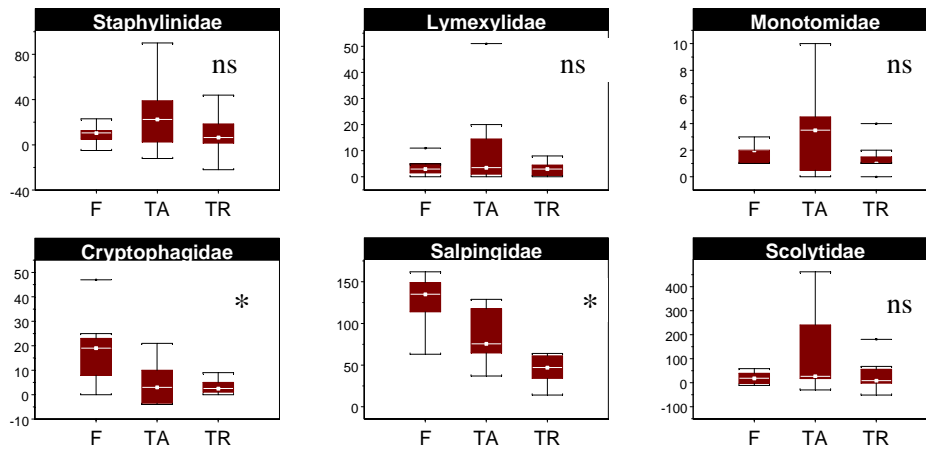 Staphylinidae
80
40
0
-40
ns
F TA TR
Lymexylidae
50
40
30
20
10
0
ns
F TA TR
Monotomidae
10
8
6
4
2
0
ns
F TA TR
Cryptophagidae
50
40
30
20
10
0
-10
*
F TA TR
Salpingidae
150
100
50
0
*
F TA TR
Scolytidae
400
300
200
100
0
-100
ns
F TA TR